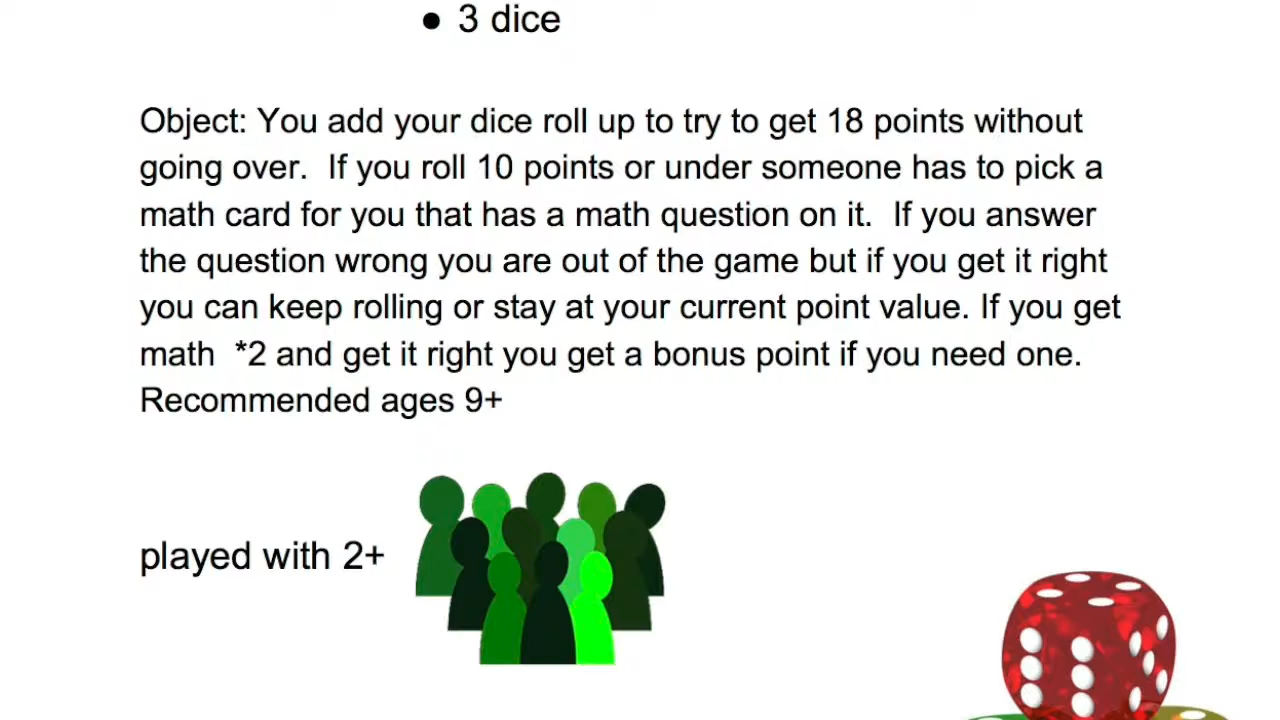 ● 3 dice
Object: You add your dice roll up to try to get 18 points without
going over.  If you roll 10 points or under someone has to pick a
math card for you that has a math question on it.  If you answer
the question wrong you are out of the game but if you get it right
you can keep rolling or stay at your current point value. If you get
math  *2 and get it right you get a bonus point if you need one.
Recommended ages 9+
played with 2+